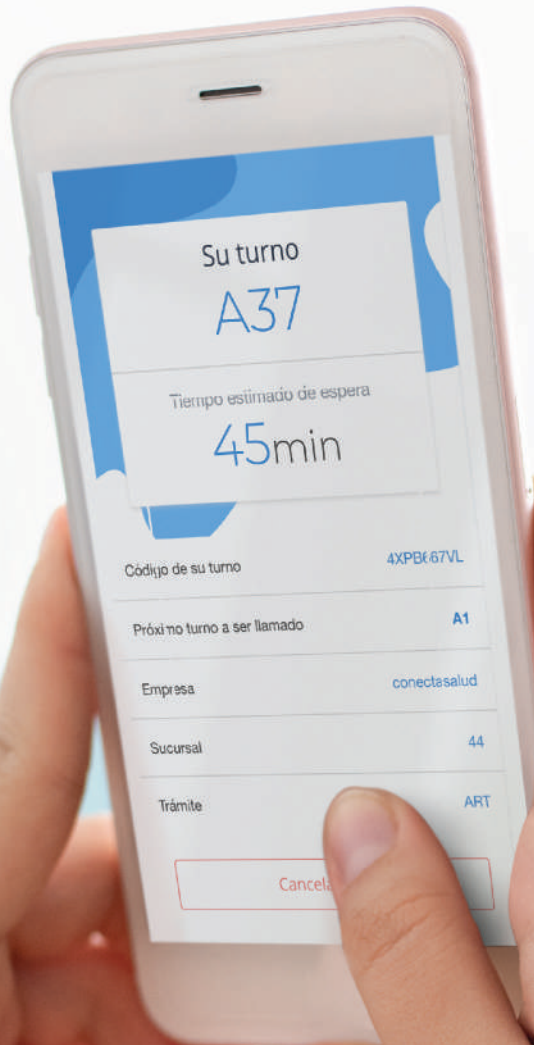 Su turno
A37
Tiempo estimado de espera
45min
Código de su turno
Próximo turno a ser llamado A1
Empresa conectasalud
Sucursal 44
Trámite ART